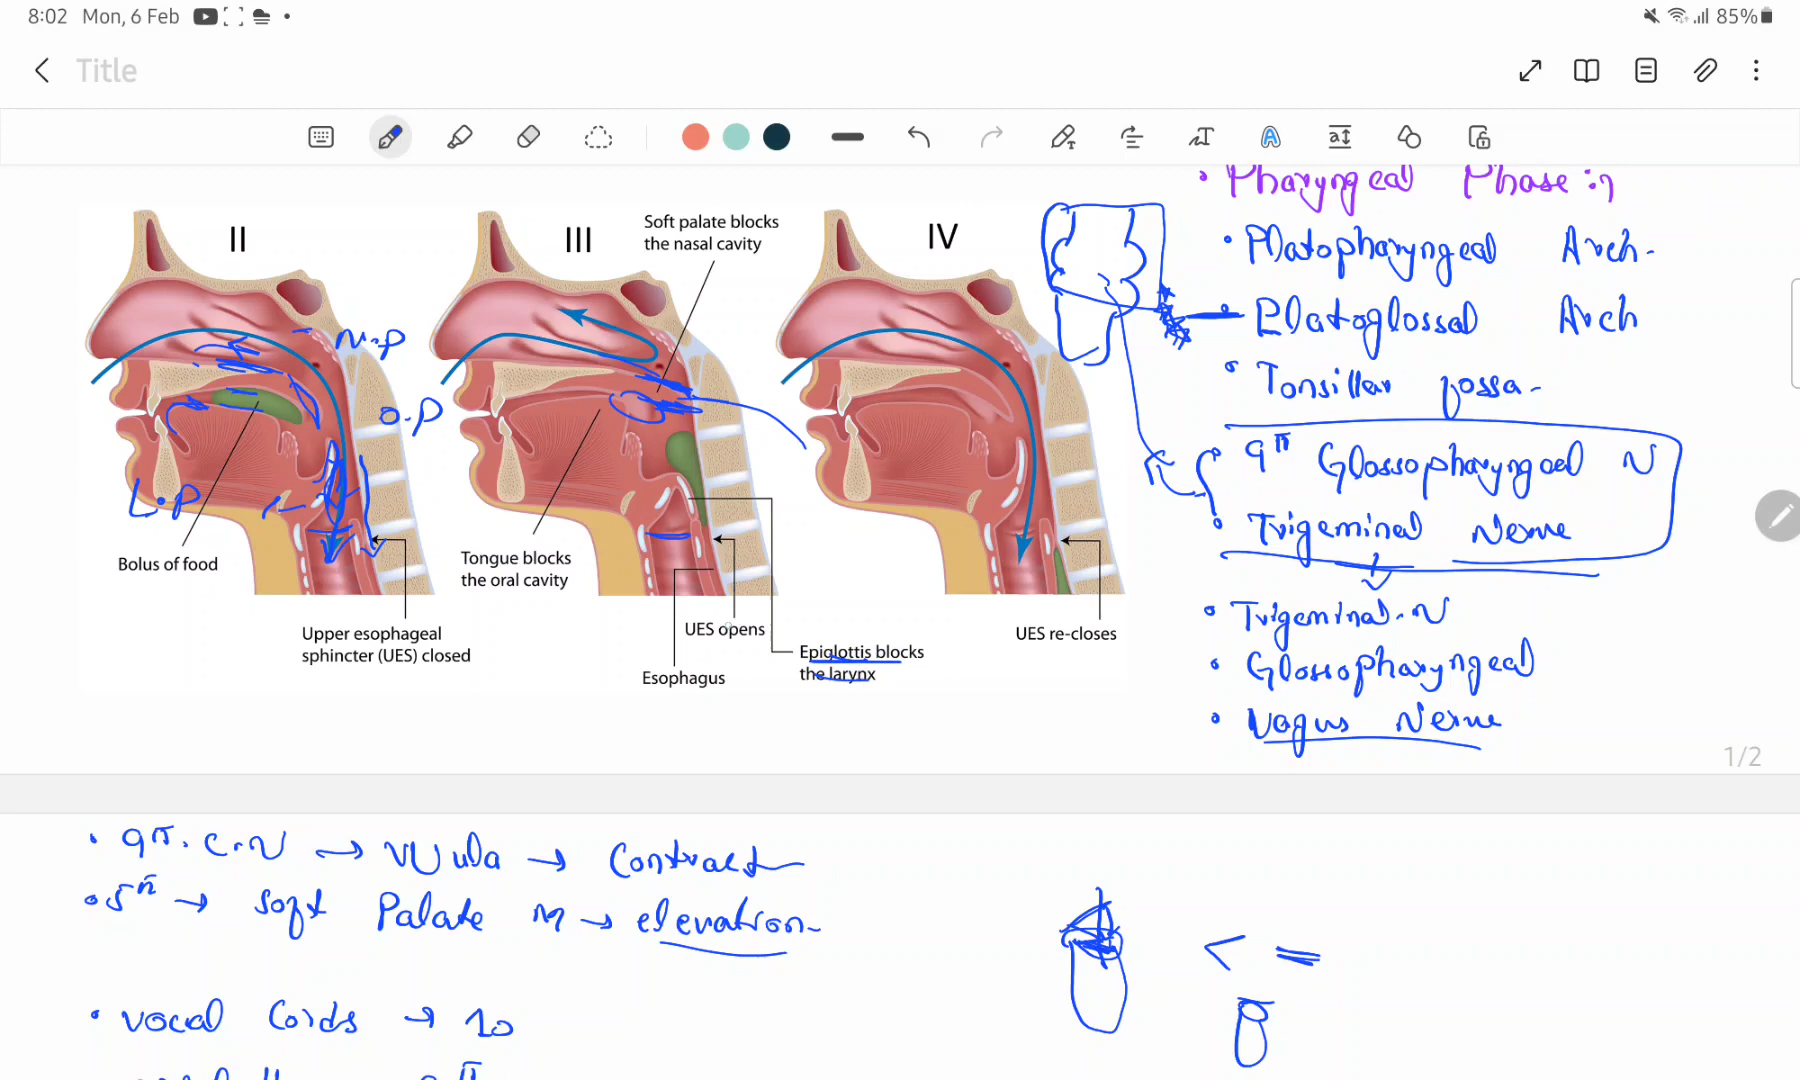 8:02 Mon, 6 Feb
85%
Title
II
III
IV
Soft palate blocks
the nasal cavity
N.P
O.P
L.P
Bolus of food
Tongue blocks
the oral cavity
Upper esophageal
sphincter (UES) closed
UES opens
Esophagus
Epiglottis blocks
the larynx
UES re-closes
• Pharyngeal Phase :)
• Platopharyngeal Arch-
• Platoglossal Arch
• Tonsillar fossa-
9th Glossopharyngeal N
• Trigeminal Nerve
• Trigeminal-N
• Glossopharyngeal
• Vagus Nerve
1/2
• 9th. C.N → Uvula → Contract
• 5th → Soft Palate M → elevation-
• Vocal Cords → 10
< =